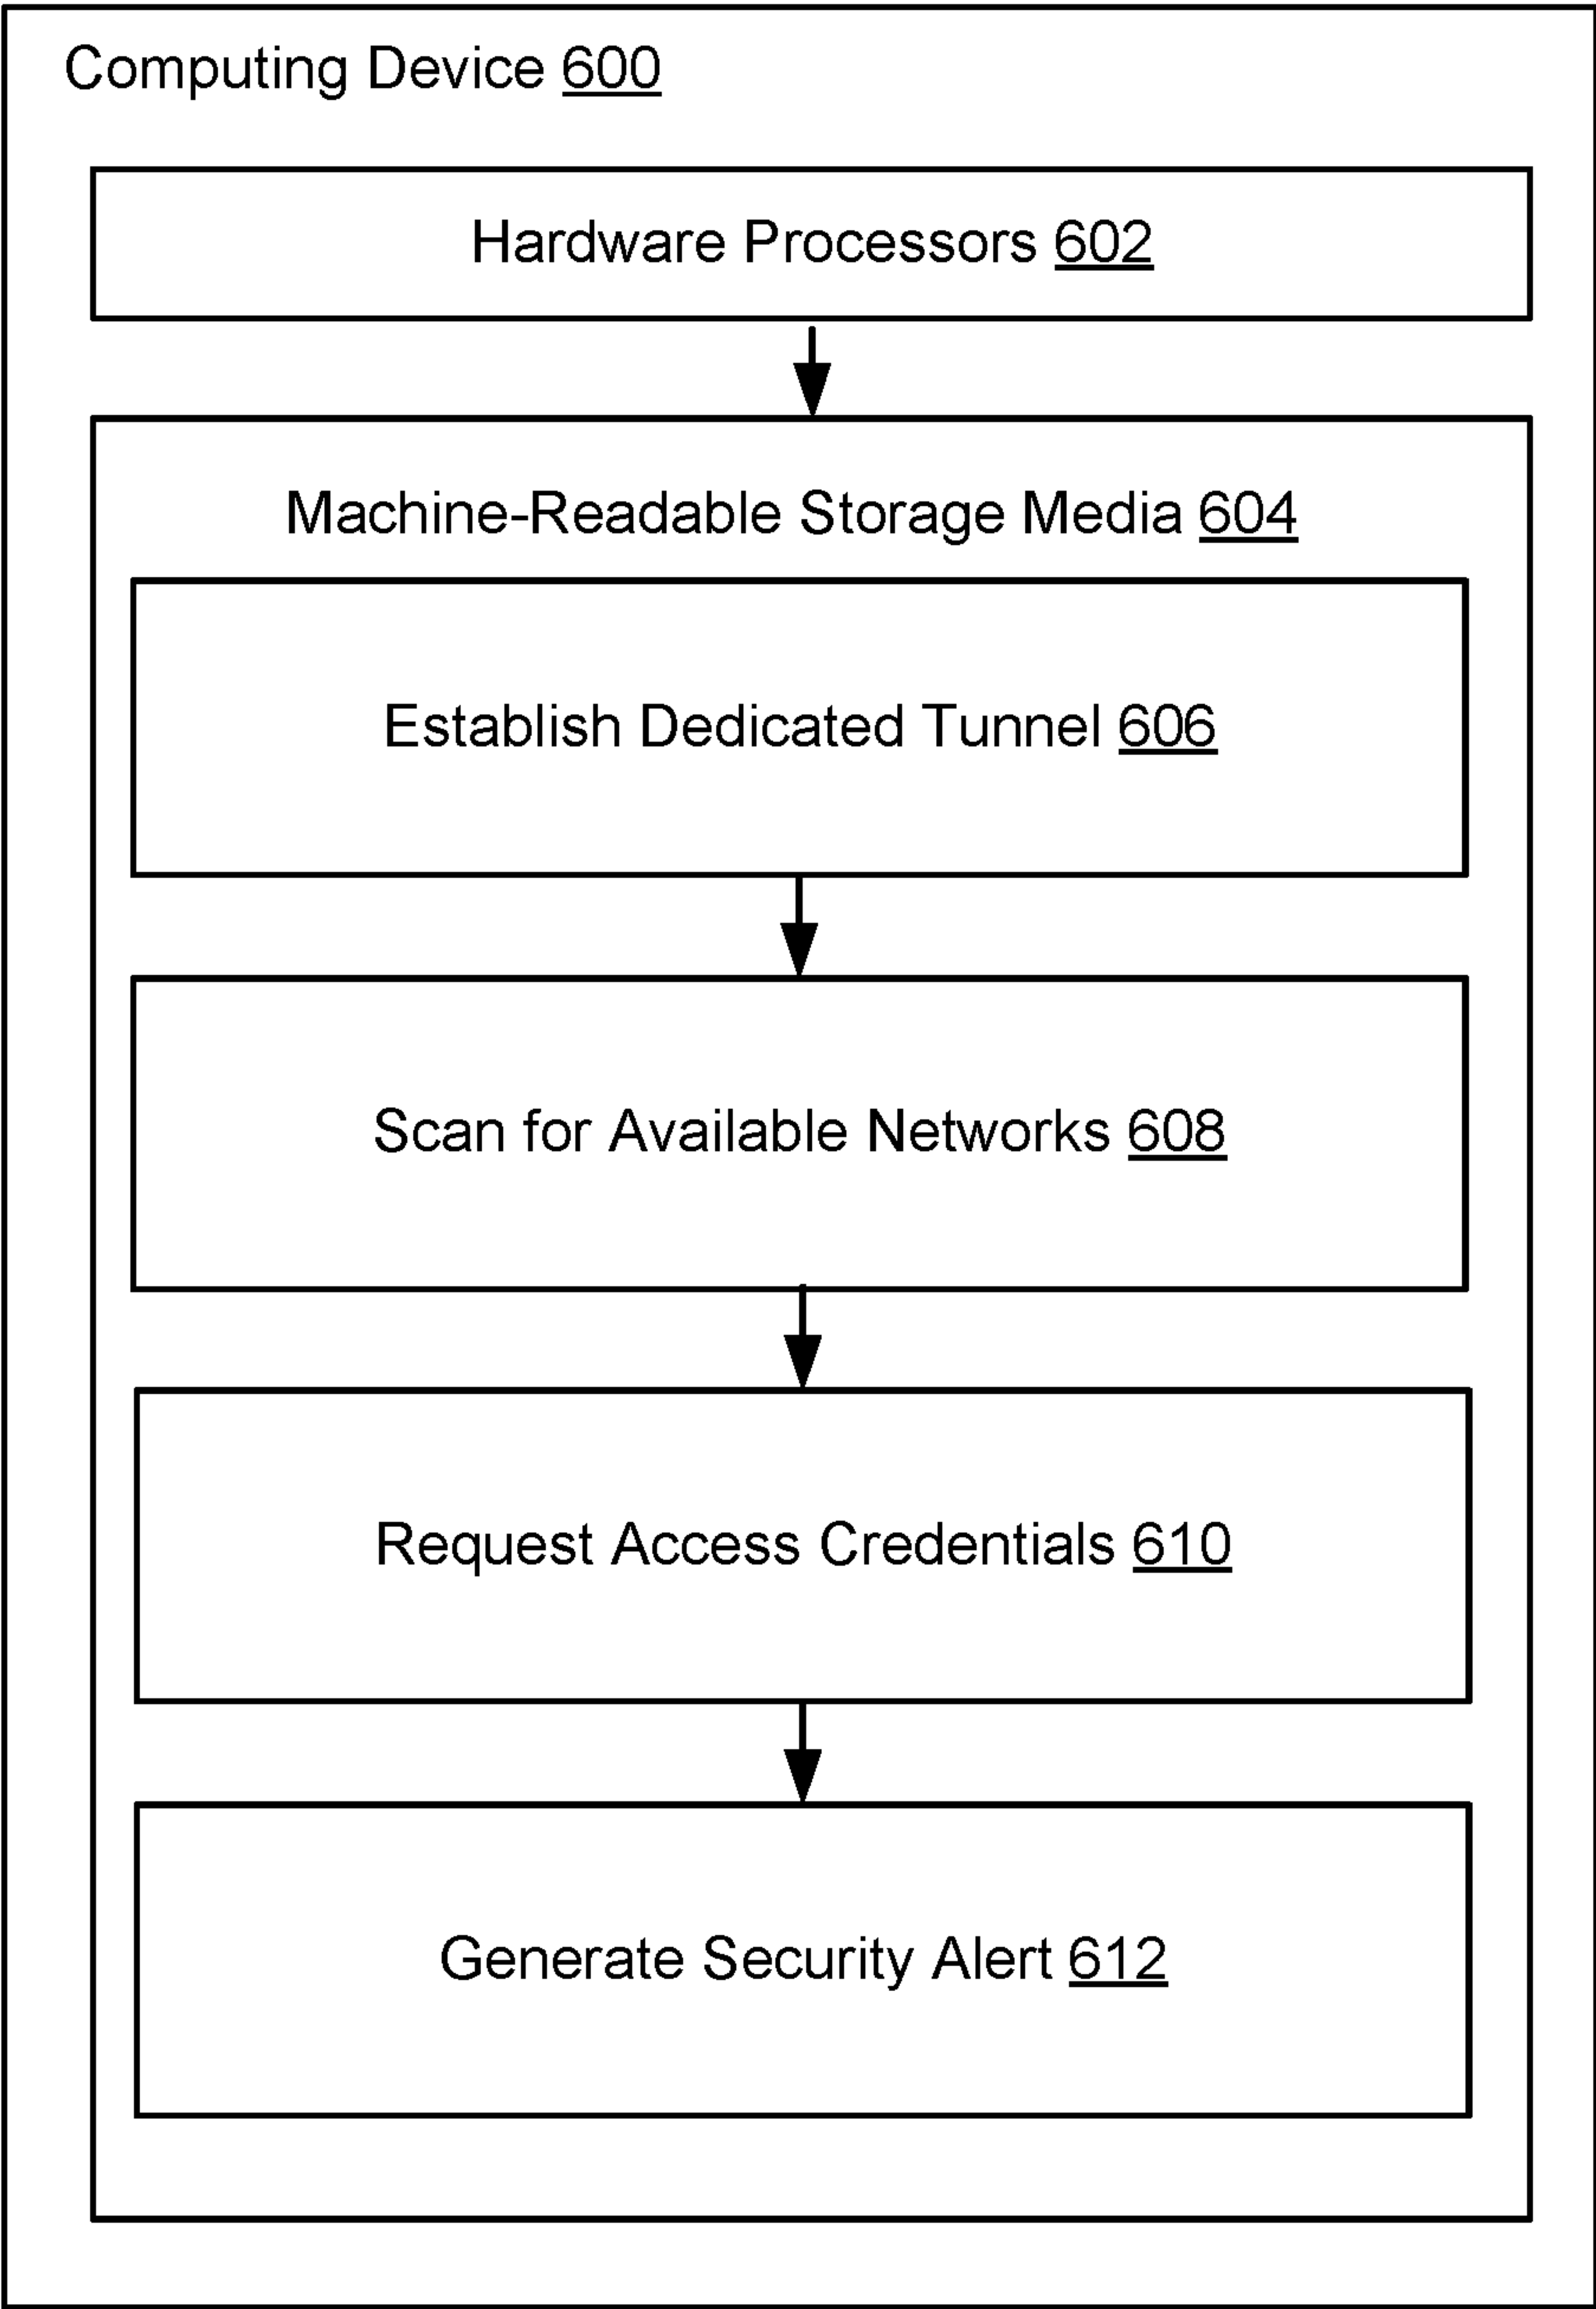 Computing Device 600
Hardware Processors 602
Machine-Readable Storage Media 604
Establish Dedicated Tunnel 606
Scan for Available Networks 608
Request Access Credentials 610
Generate Security Alert 612